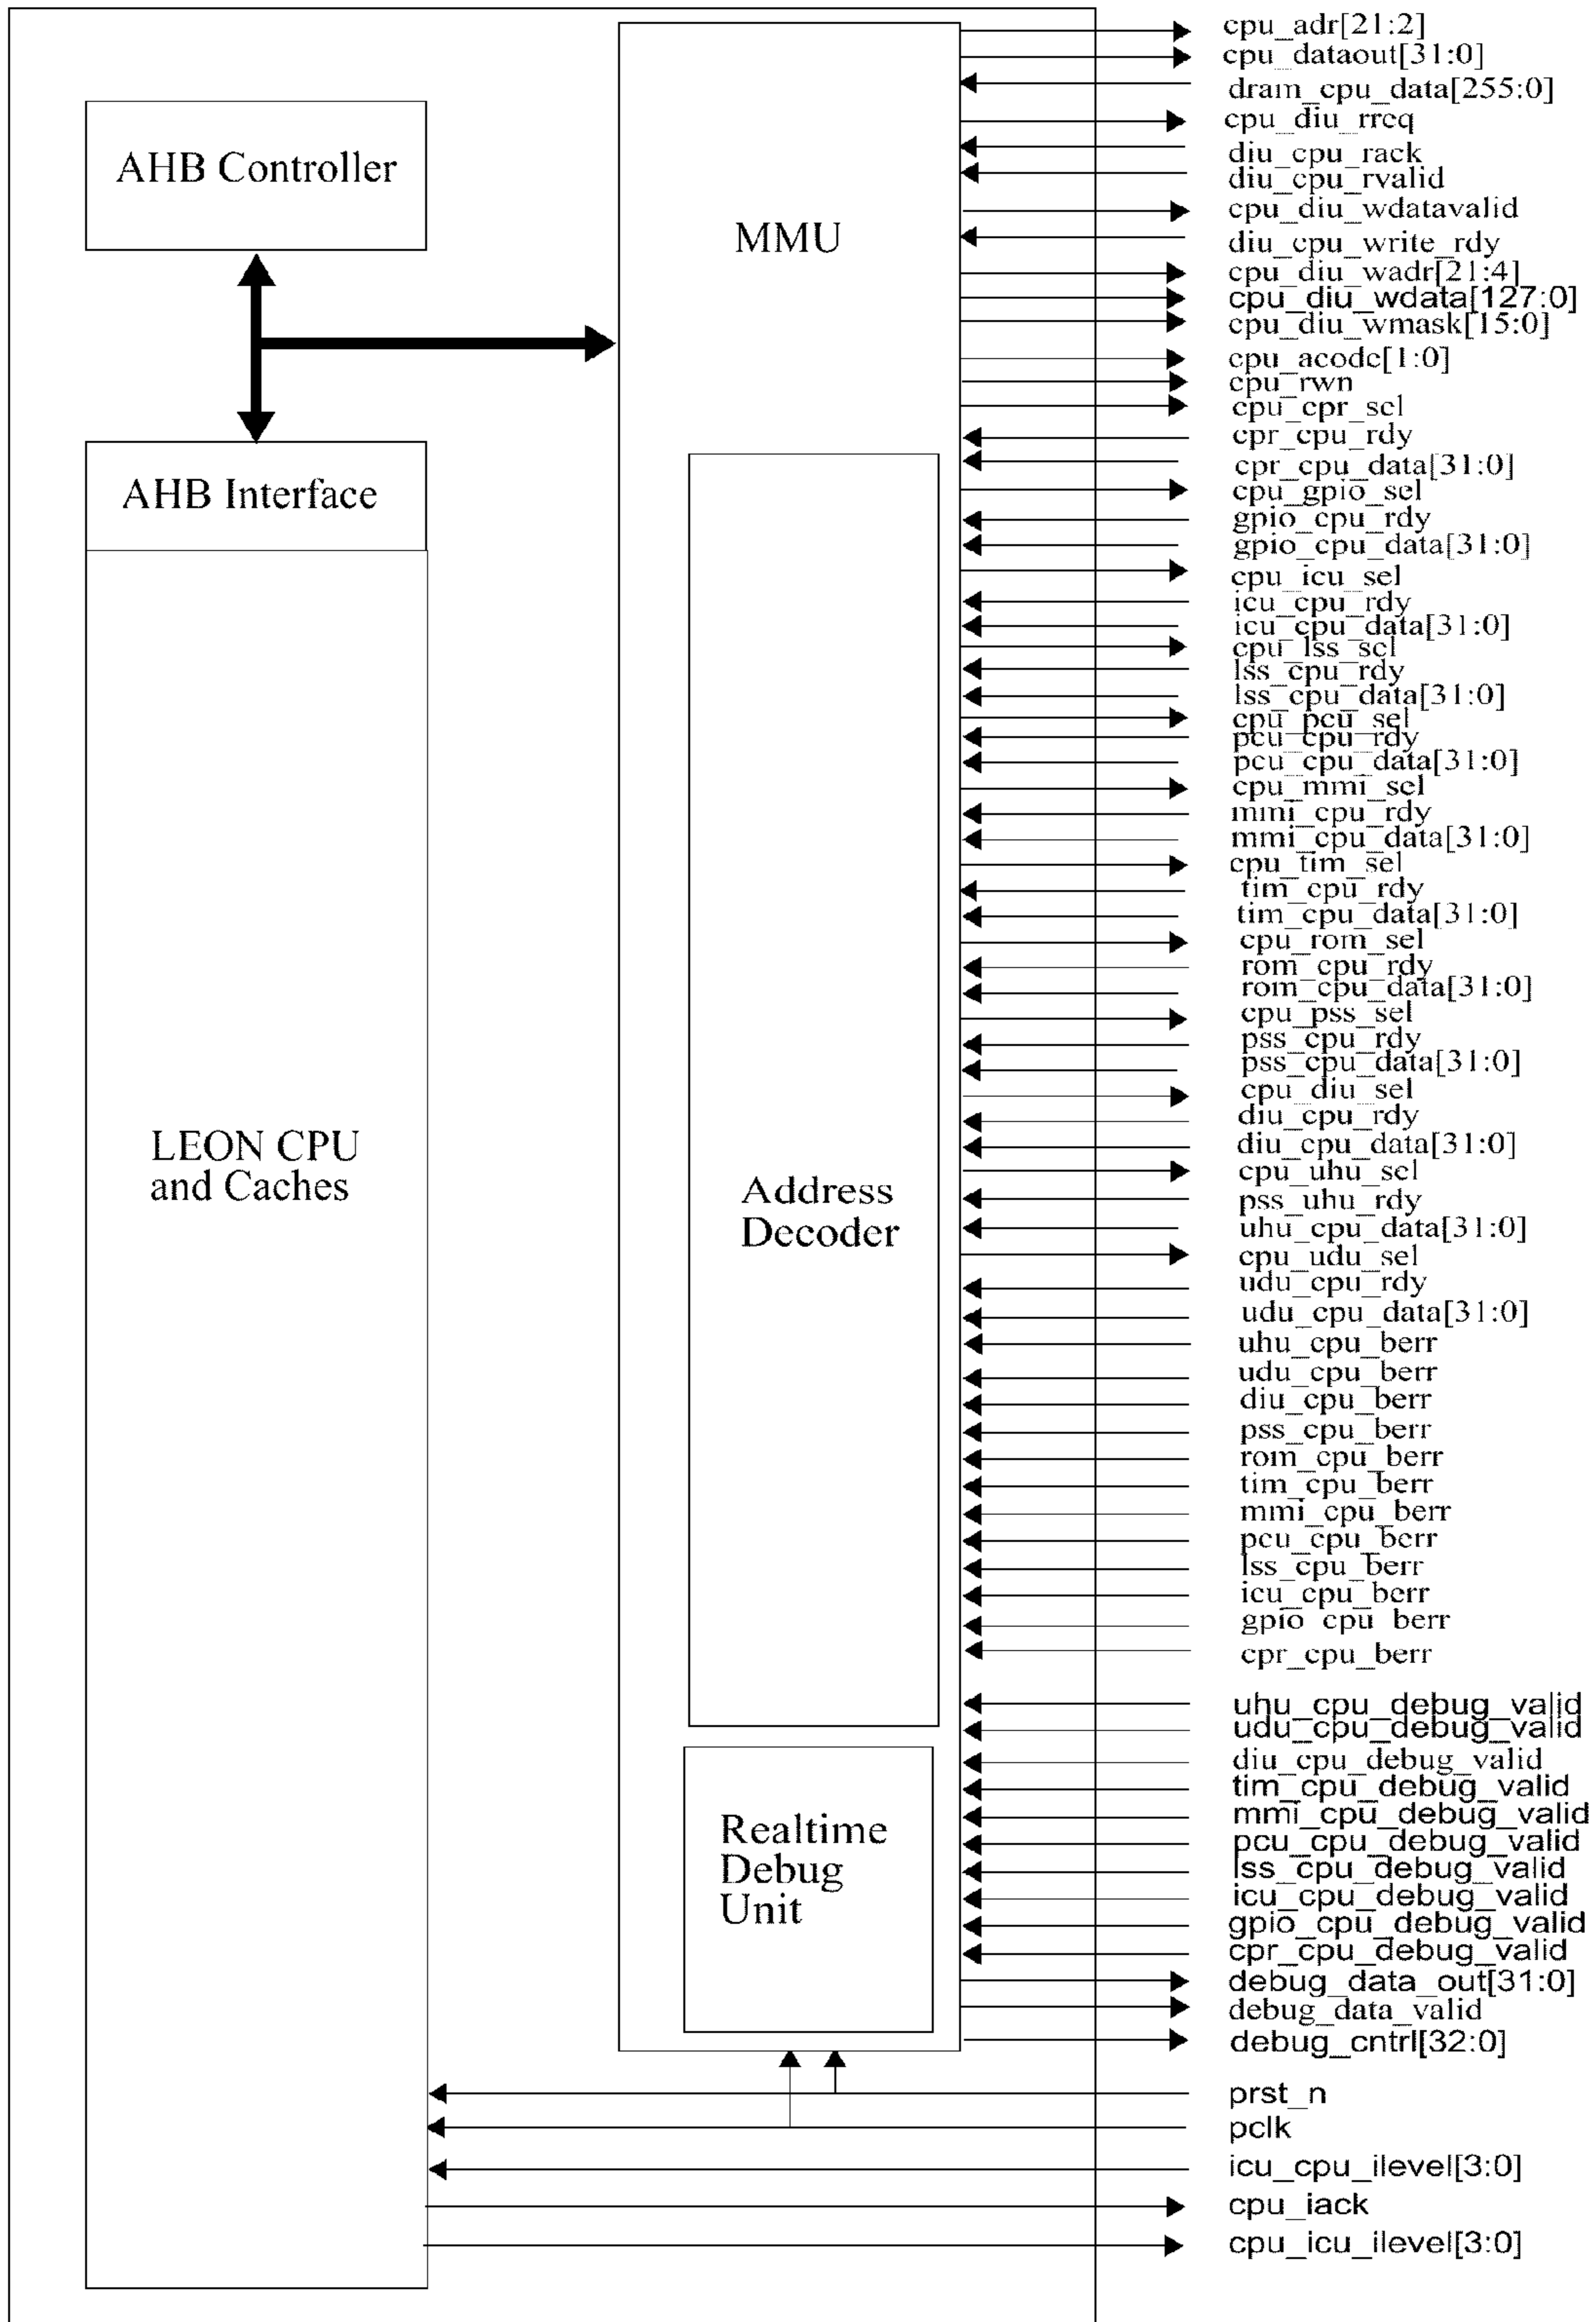 AHB Controller
AHB Interface
LEON CPU
and Caches
MMU
Address
Decoder
Realtime
Debug
Unit
cpu_adr[21:2]
cpu_dataout[31:0]
dram_cpu_data[255:0]
cpu_diu_rreq
diu_cpu_rack
diu_cpu_rvalid
cpu_diu_wdatavalid
diu_cpu_write_rdy
cpu_diu_wadr[21:4]
cpu_diu_wdata[127:0]
cpu_diu_wmask[15:0]
cpu_acode[1:0]
cpu_rwn
cpu_cpr_sel
cpr_cpu_rdy
cpr_cpu_data[31:0]
cpu_gpio_sel
gpio_cpu_rdy
gpio_cpu_data[31:0]
cpu_icu_sel
icu_cpu_rdy
icu_cpu_data[31:0]
cpu_lss_sel
lss_cpu_rdy
lss_cpu_data[31:0]
cpu_pcu_sel
pcu_cpu_rdy
pcu_cpu_data[31:0]
cpu_mmi_sel
mmi_cpu_rdy
mmi_cpu_data[31:0]
cpu_tim_sel
tim_cpu_rdy
tim_cpu_data[31:0]
cpu_rom_sel
rom_cpu_rdy
rom_cpu_data[31:0]
cpu_pss_sel
pss_cpu_rdy
pss_cpu_data[31:0]
cpu_diu_sel
diu_cpu_rdy
diu_cpu_data[31:0]
cpu_uhu_sel
pss_uhu_rdy
uhu_cpu_data[31:0]
cpu_udu_sel
udu_cpu_rdy
udu_cpu_data[31:0]
uhu_cpu_berr
udu_cpu_berr
diu_cpu_berr
pss_cpu_berr
rom_cpu_berr
tim_cpu_berr
mmi_cpu_berr
pcu_cpu_berr
lss_cpu_berr
icu_cpu_berr
gpio_cpu_berr
cpr_cpu_berr
uhu_cpu_debug_valid
udu_cpu_debug_valid
diu_cpu_debug_valid
tim_cpu_debug_valid
mmi_cpu_debug_valid
pcu_cpu_debug_valid
lss_cpu_debug_valid
icu_cpu_debug_valid
gpio_cpu_debug_valid
cpr_cpu_debug_valid
debug_data_out[31:0]
debug_data_valid
debug_cntrl[32:0]
prst_n
pclk
icu_cpu_ilevel[3:0]
cpu_iack
cpu_icu_ilevel[3:0]